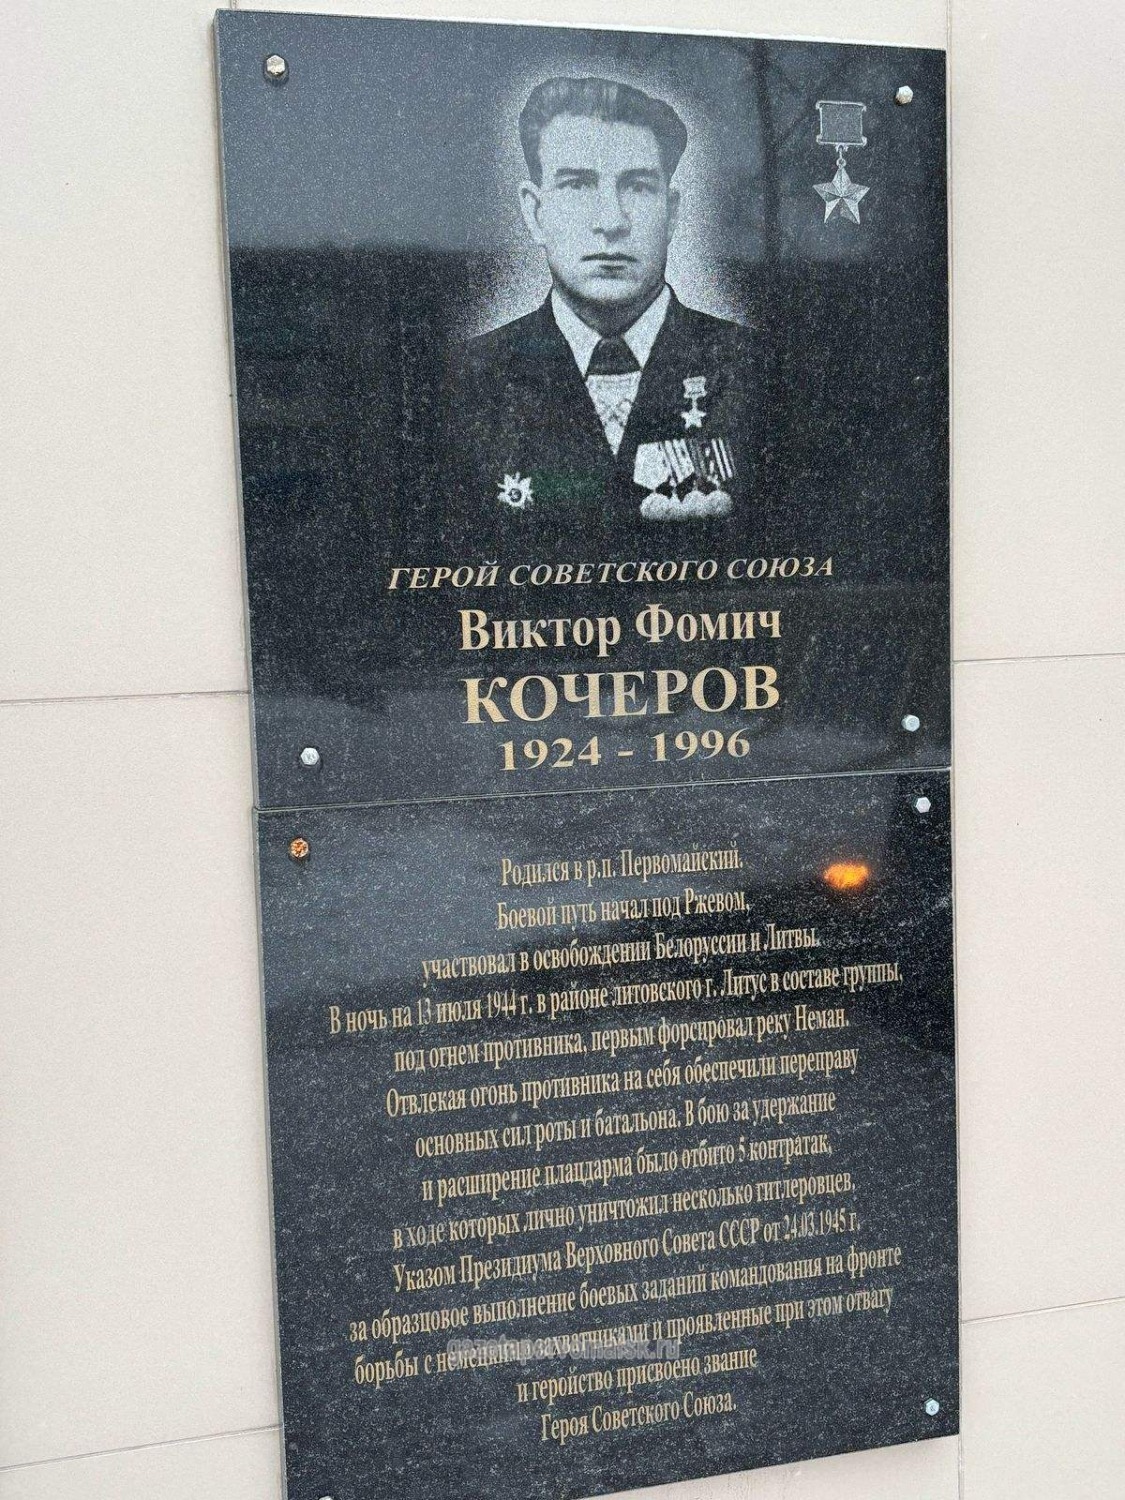 ГЕРОЙ СОВЕТСКОГО СОЮЗА
Виктор Фомич
КОЧЕРОВ
1924 - 1996
Родился в р.п. Первомайский.
Боевой путь начал под Ржевом,
участвовал в освобождении Белоруссии и Литвы.
В ночь на 13 июля 1944 г. в районе литовского г. Литус в составе группы,
под огнем противника, первым форсировал реку Неман.
Отвлекая огонь противника на себя обеспечили переправу
основных сил роты и батальона. В бою за удержание
и расширение плацдарма было отбито 5 контратак,
в ходе которых лично уничтожил несколько гитлеровцев.
Указом Президиума Верховного Совета СССР от 24.03.1945 г.
за образцовое выполнение боевых заданий командования на фронте
борьбы с немецкими захватчиками и проявленные при этом отвагу
и геройство присвоено звание
Героя Советского Союза.